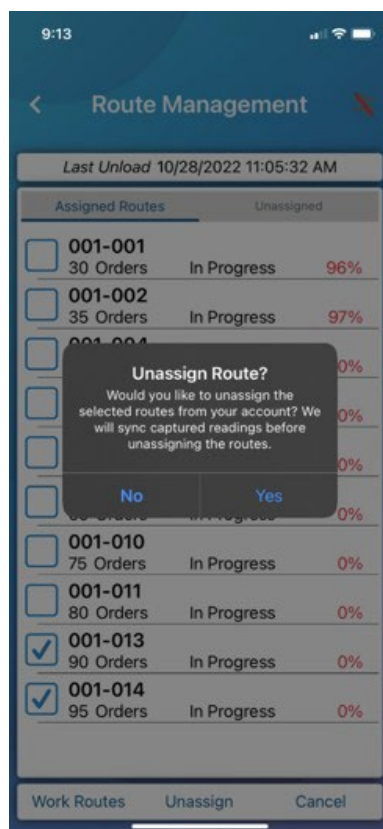 9:13
Route Management
Last Unload 10/28/2022 11:05:32 AM
Assigned Routes Unassigned
001-001
30 Orders In Progress 96%
001-002
35 Orders In Progress 97%
0%
0%
0%
0%
Unassign Route?
Would you like to unassign the
selected routes from your account? We
will sync captured readings before
unassigning the routes.
No Yes
001-010
75 Orders In Progress 0%
001-011
80 Orders In Progress 0%
001-013
90 Orders In Progress 0%
001-014
95 Orders In Progress 0%
Work Routes Unassign Cancel